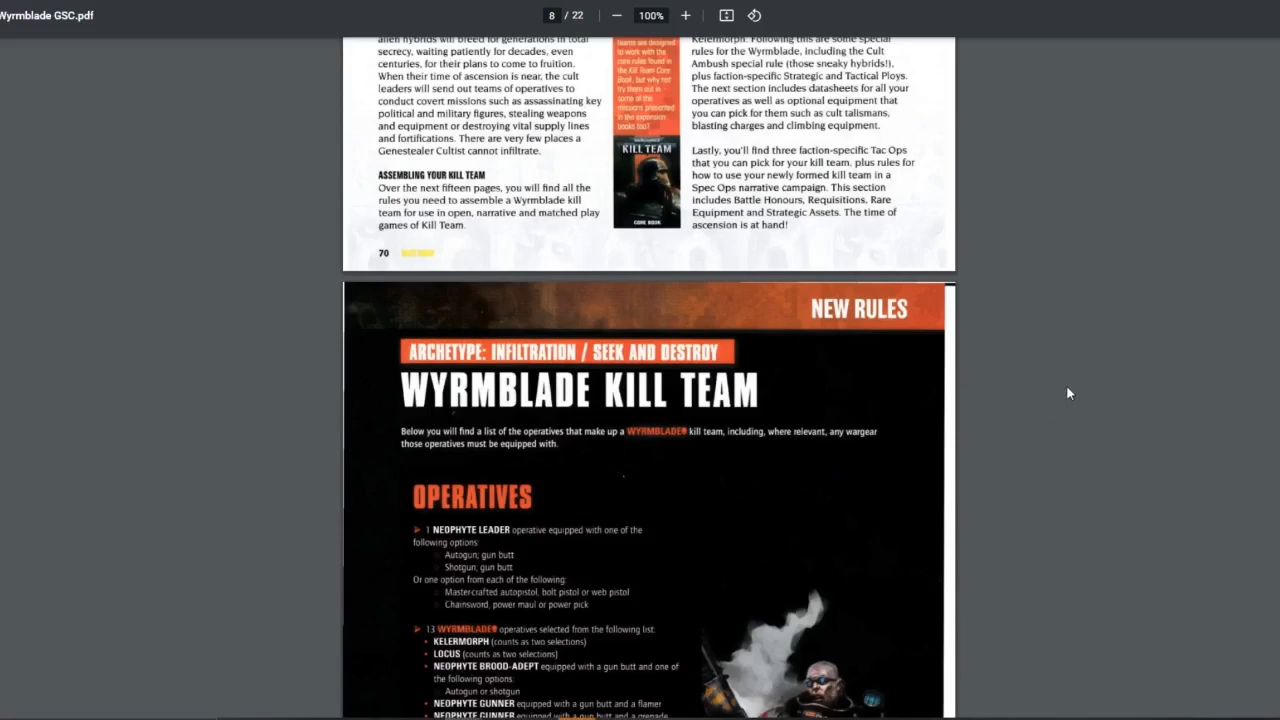 Wyrmblade GSC.pdf
8 / 22
100%
alien hybrids will breed for generations in total
secrecy, waiting patiently for decades, even
centuries, for their plans to come to fruition.
When their time of ascension is near, the cult
leaders will send out teams of operatives to
conduct covert missions such as assassinating key
political and military figures, stealing weapons
and equipment or destroying vital supply lines
and fortifications. There are very few places a
Genestealer Cultist cannot infiltrate.
ASSEMBLING YOUR KILL TEAM
Over the next fifteen pages, you will find all the
rules you need to assemble a Wyrmblade kill
team for use in open, narrative and matched play
games of Kill Team.
70
teams are designed
to work with the
core rules found in
the Kill Team Core
Book, but why not
try them out in
some of the
missions presented
in the expansion
books too?
KILL TEAM
CORE BOOK
Kelermorph. Following this are some special
rules for the Wyrmblade, including the Cult
Ambush special rule (those sneaky hybrids!),
plus faction-specific Strategic and Tactical Ploys.
The next section includes datasheets for all your
operatives as well as optional equipment that
you can pick for them such as cult talismans,
blasting charges and climbing equipment.
Lastly, you'll find three faction-specific Tac Ops
that you can pick for your kill team, plus rules for
how to use your newly formed kill team in a
Spec Ops narrative campaign. This section
includes Battle Honours, Requisitions, Rare
Equipment and Strategic Assets. The time of
ascension is at hand!
NEW RULES
ARCHETYPE: INFILTRATION / SEEK AND DESTROY
WYRMBLADE KILL TEAM
Below you will find a list of the operatives that make up a WYRMBLADE kill team, including, where relevant, any wargear
those operatives must be equipped with.
OPERATIVES
1 NEOPHYTE LEADER operative equipped with one of the
following options:
Autogun; gun butt
Shotgun; gun butt
Or one option from each of the following:
Master-crafted autopistol, bolt pistol or web pistol
Chainsword, power maul or power pick
13 WYRMBLADE operatives selected from the following list:
• KELERMORPH (counts as two selections)
• LOCUS (counts as two selections)
• NEOPHYTE BROOD-ADEPT equipped with a gun butt and one of
the following options:
Autogun or shotgun
• NEOPHYTE GUNNER equipped with a gun butt and a flamer
• NEOPHYTE GUNNER equipped with a gun butt and a grenade